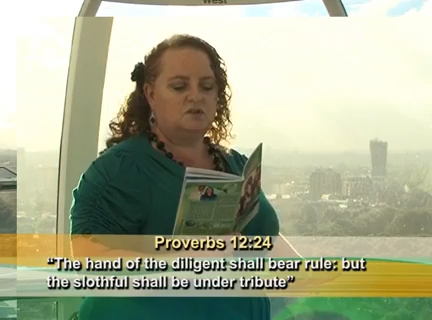 West
Proverbs 12:24
“The hand of the diligent shall bear rule: but
the slothful shall be under tribute”